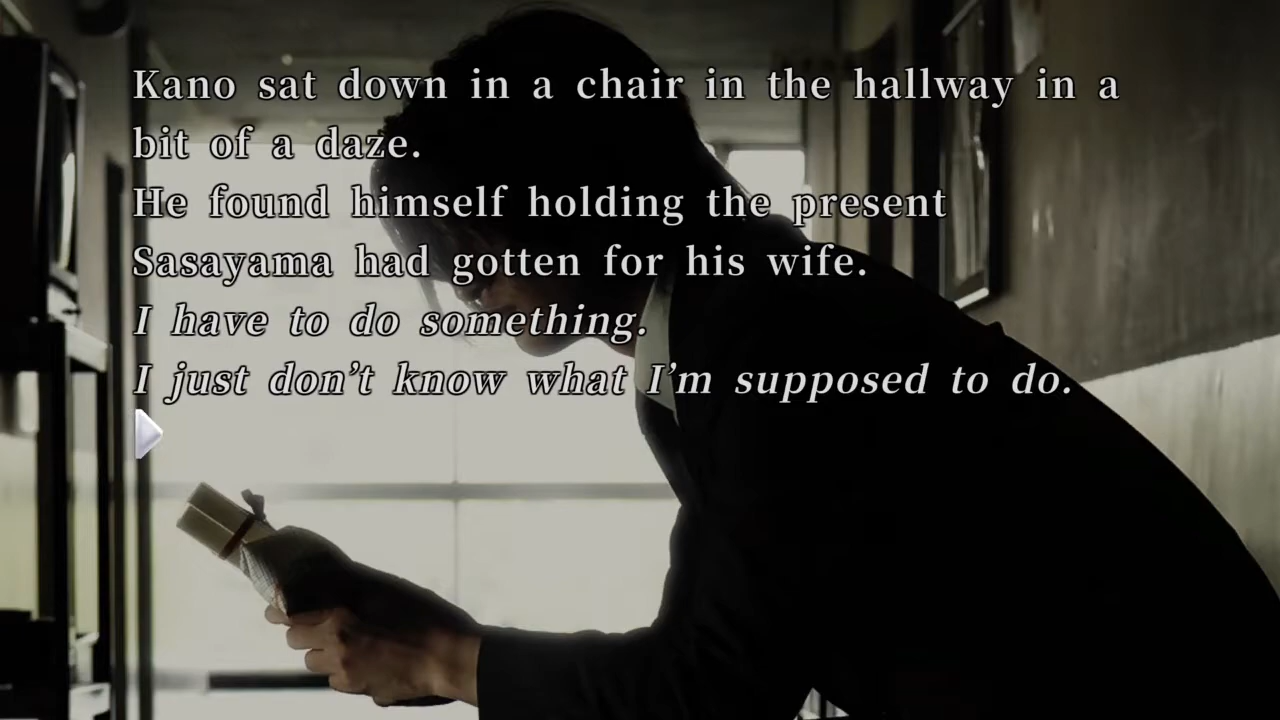 Kano sat down in a chair in the hallway in a
bit of a daze.
He found himself holding the present
Sasayama had gotten for his wife.
I have to do something.
I just don’t know what I’m supposed to do.